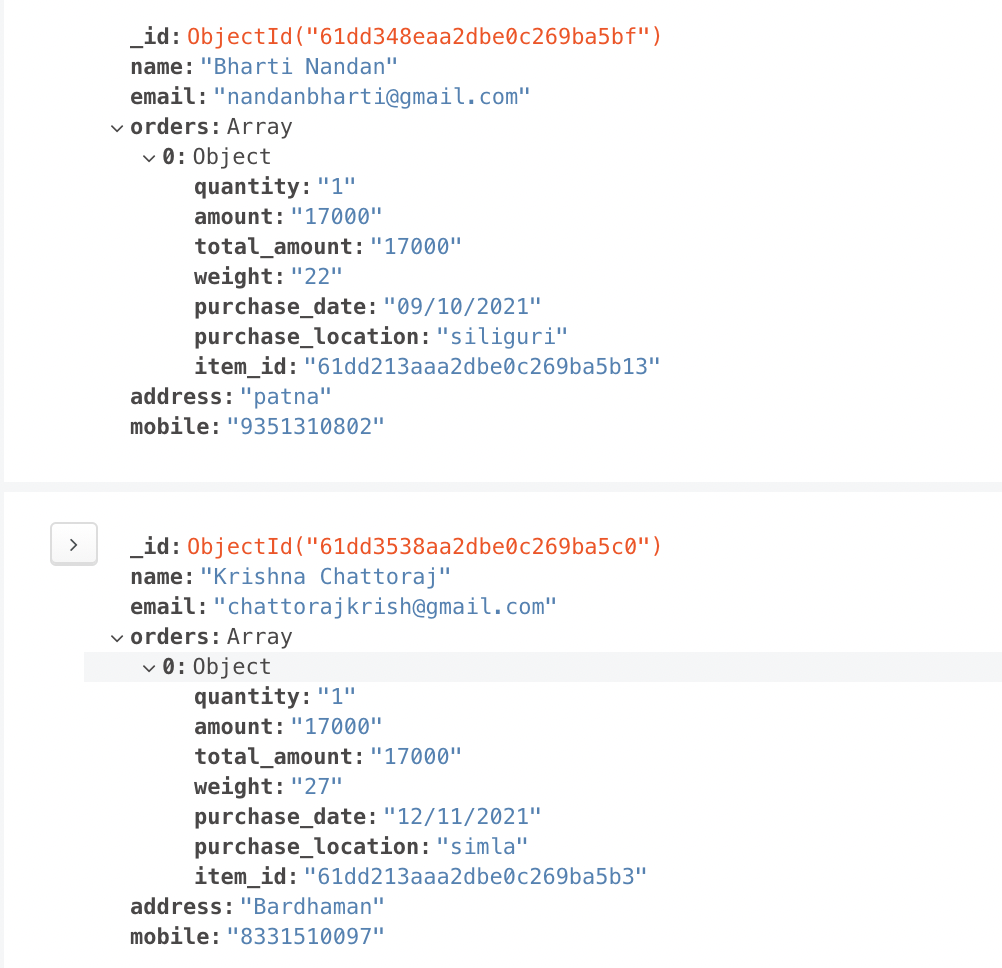 _id: ObjectId("61dd348eaa2dbe0c269ba5bf")
name: "Bharti Nandan"
email: "nandanbharti@gmail.com"
orders: Array
0: Object
quantity: "1"
amount: "17000"
total_amount: "17000"
weight: "22"
purchase_date: "09/10/2021"
purchase_location: "siliguri"
item_id: "61dd213aaa2dbe0c269ba5b13"
address: "patna"
mobile: "9351310802"
_id: ObjectId("61dd3538aa2dbe0c269ba5c0")
name: "Krishna Chattoraj"
email: "chattorajkrish@gmail.com"
orders: Array
0: Object
quantity: "1"
amount: "17000"
total_amount: "17000"
weight: "27"
purchase_date: "12/11/2021"
purchase_location: "simla"
item_id: "61dd213aaa2dbe0c269ba5b3"
address: "Bardhaman"
mobile: "8331510097"